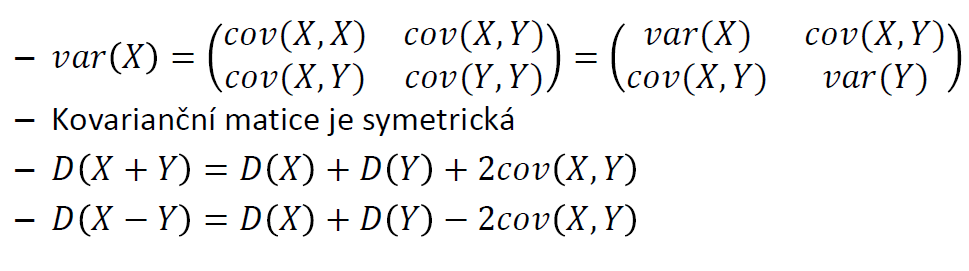 – var(X) = (cov(X,X) cov(X,Y) cov(X,Y) cov(Y,Y)) = (var(X) cov(X,Y) cov(X,Y) var(Y))
– Kovarianční matice je symetrická
– D(X + Y) = D(X) + D(Y) + 2cov(X,Y)
– D(X − Y) = D(X) + D(Y) − 2cov(X,Y)